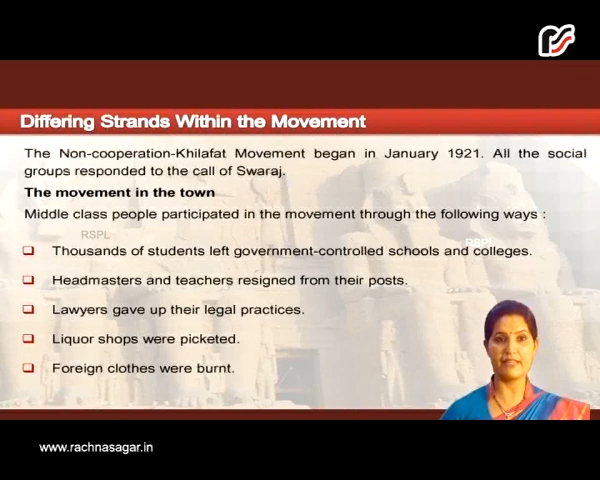 Differing Strands Within the Movement
The Non-cooperation-Khilafat Movement began in January 1921. All the social
groups responded to the call of Swaraj.
The movement in the town
Middle class people participated in the movement through the following ways :
RSPL
RSPL
Thousands of students left government-controlled schools and colleges.
Headmasters and teachers resigned from their posts.
Lawyers gave up their legal practices.
Liquor shops were picketed.
Foreign clothes were burnt.
www.rachnasagar.in